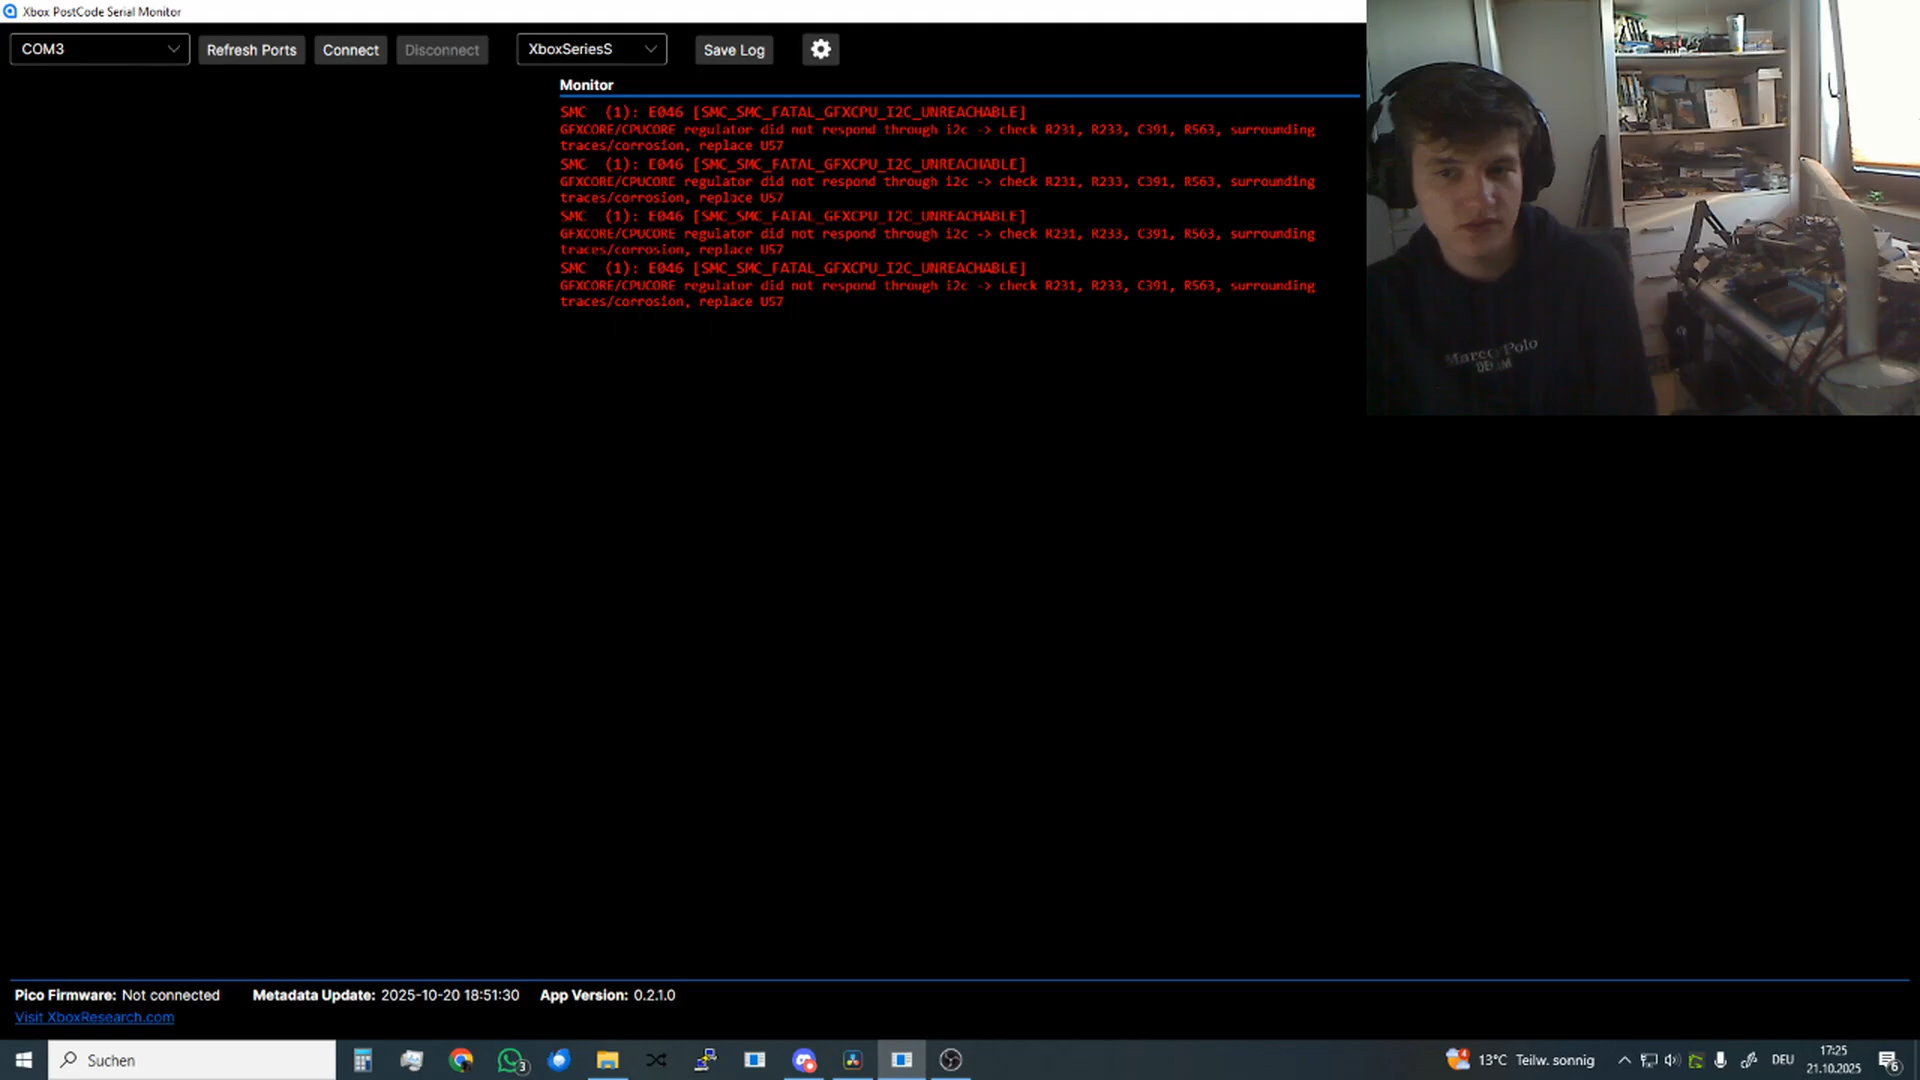 Xbox PostCode Serial Monitor
COM3
Refresh Ports
Connect
Disconnect
XboxSeriesS
Save Log
Monitor
SMC (1): E046 [SMC_SMC_FATAL_GFXCPU_I2C_UNREACHABLE]
GFXCORE/CPUCORE regulator did not respond through i2c -> check R231, R233, C391, R563, surrounding
traces/corrosion, replace U57
SMC (1): E046 [SMC_SMC_FATAL_GFXCPU_I2C_UNREACHABLE]
GFXCORE/CPUCORE regulator did not respond through i2c -> check R231, R233, C391, R563, surrounding
traces/corrosion, replace U57
SMC (1): E046 [SMC_SMC_FATAL_GFXCPU_I2C_UNREACHABLE]
GFXCORE/CPUCORE regulator did not respond through i2c -> check R231, R233, C391, R563, surrounding
traces/corrosion, replace U57
SMC (1): E046 [SMC_SMC_FATAL_GFXCPU_I2C_UNREACHABLE]
GFXCORE/CPUCORE regulator did not respond through i2c -> check R231, R233, C391, R563, surrounding
traces/corrosion, replace U57
Marc O Polo
DENIM
Pico Firmware: Not connected
Metadata Update: 2025-10-20 18:51:30
App Version: 0.2.1.0
Visit XboxResearch.com
Suchen
3
4
13°C Teilw. sonnig
DEU
17:25
21.10.2025
6